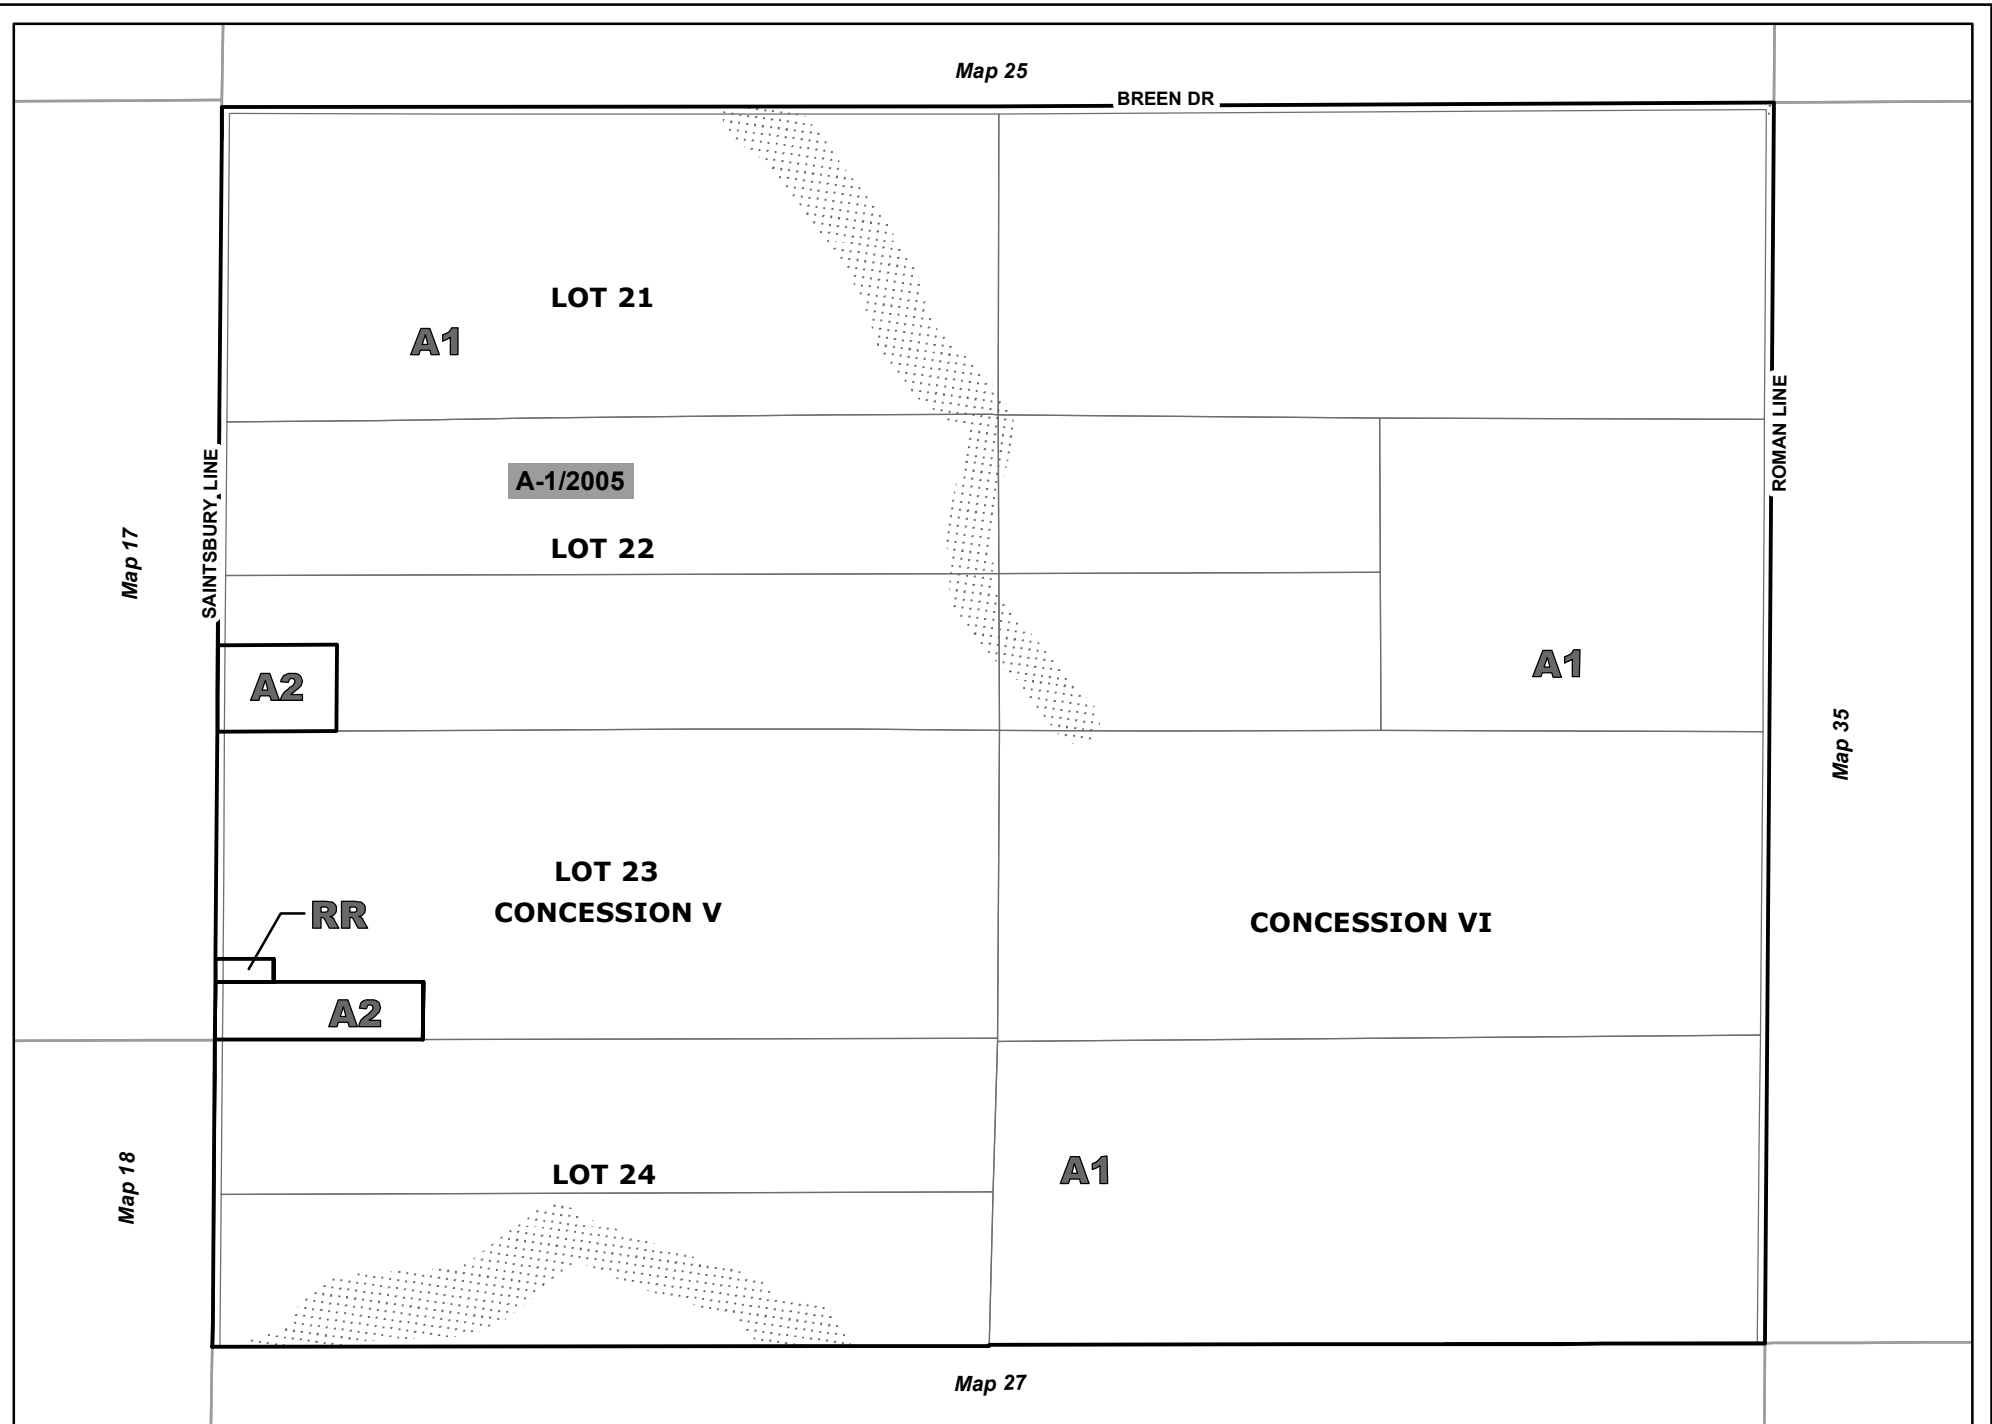 Map 25
BREEN DR
LOT 21
A1
ROMAN LINE
SAINTSBURY LINE
A-1/2005
Map 17
LOT 22
A1
A2
Map 35
LOT 23
CONCESSION V
RR
CONCESSION VI
A2
Map 18
LOT 24
A1
Map 27